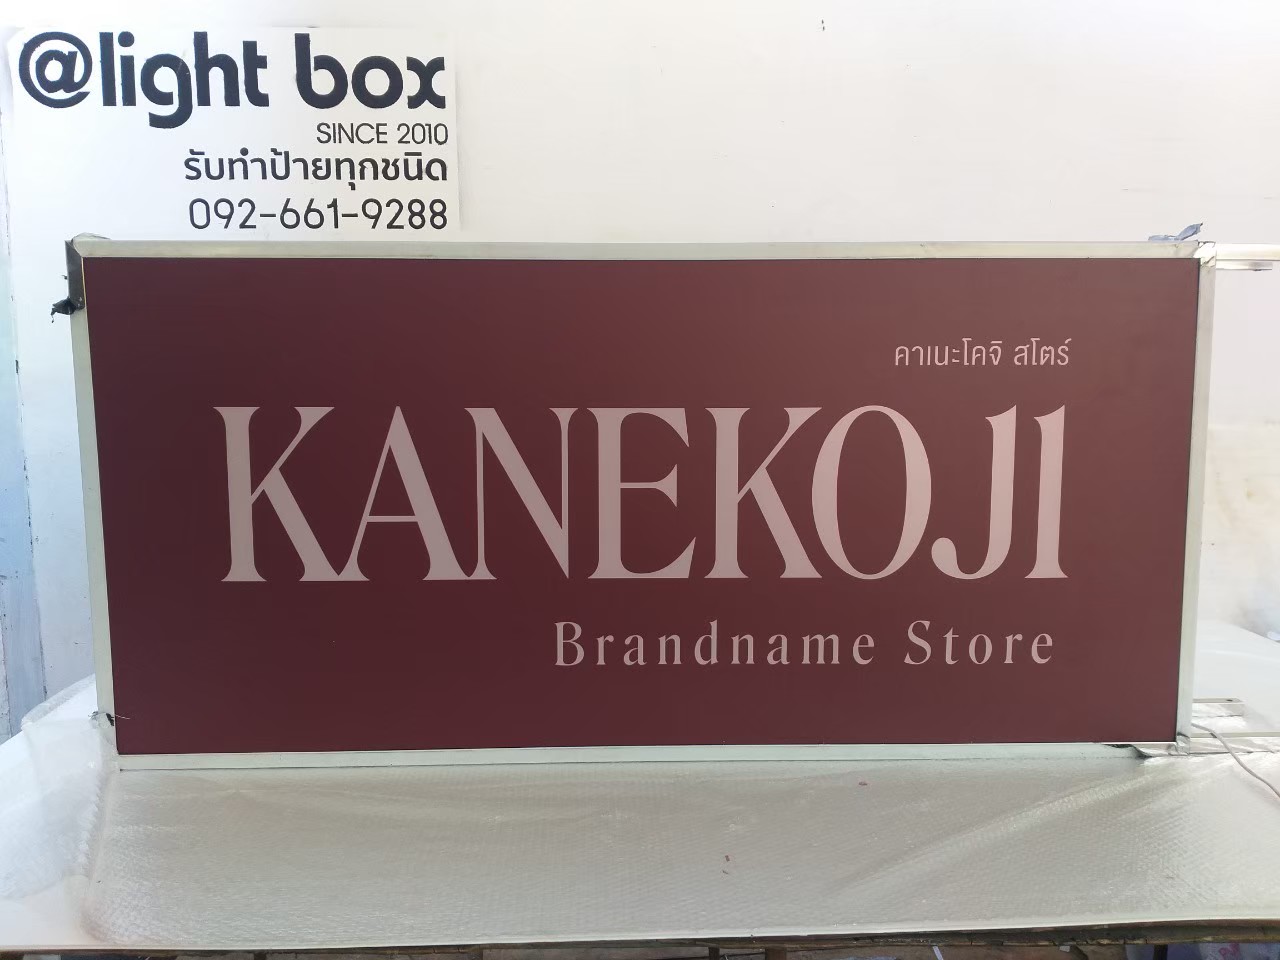 @light box
SINCE 2010
รับทำป้ายทุกชนิด
092-661-9288
คาเนะโคจิ สโตร์
KANEKOJI
Brandname Store